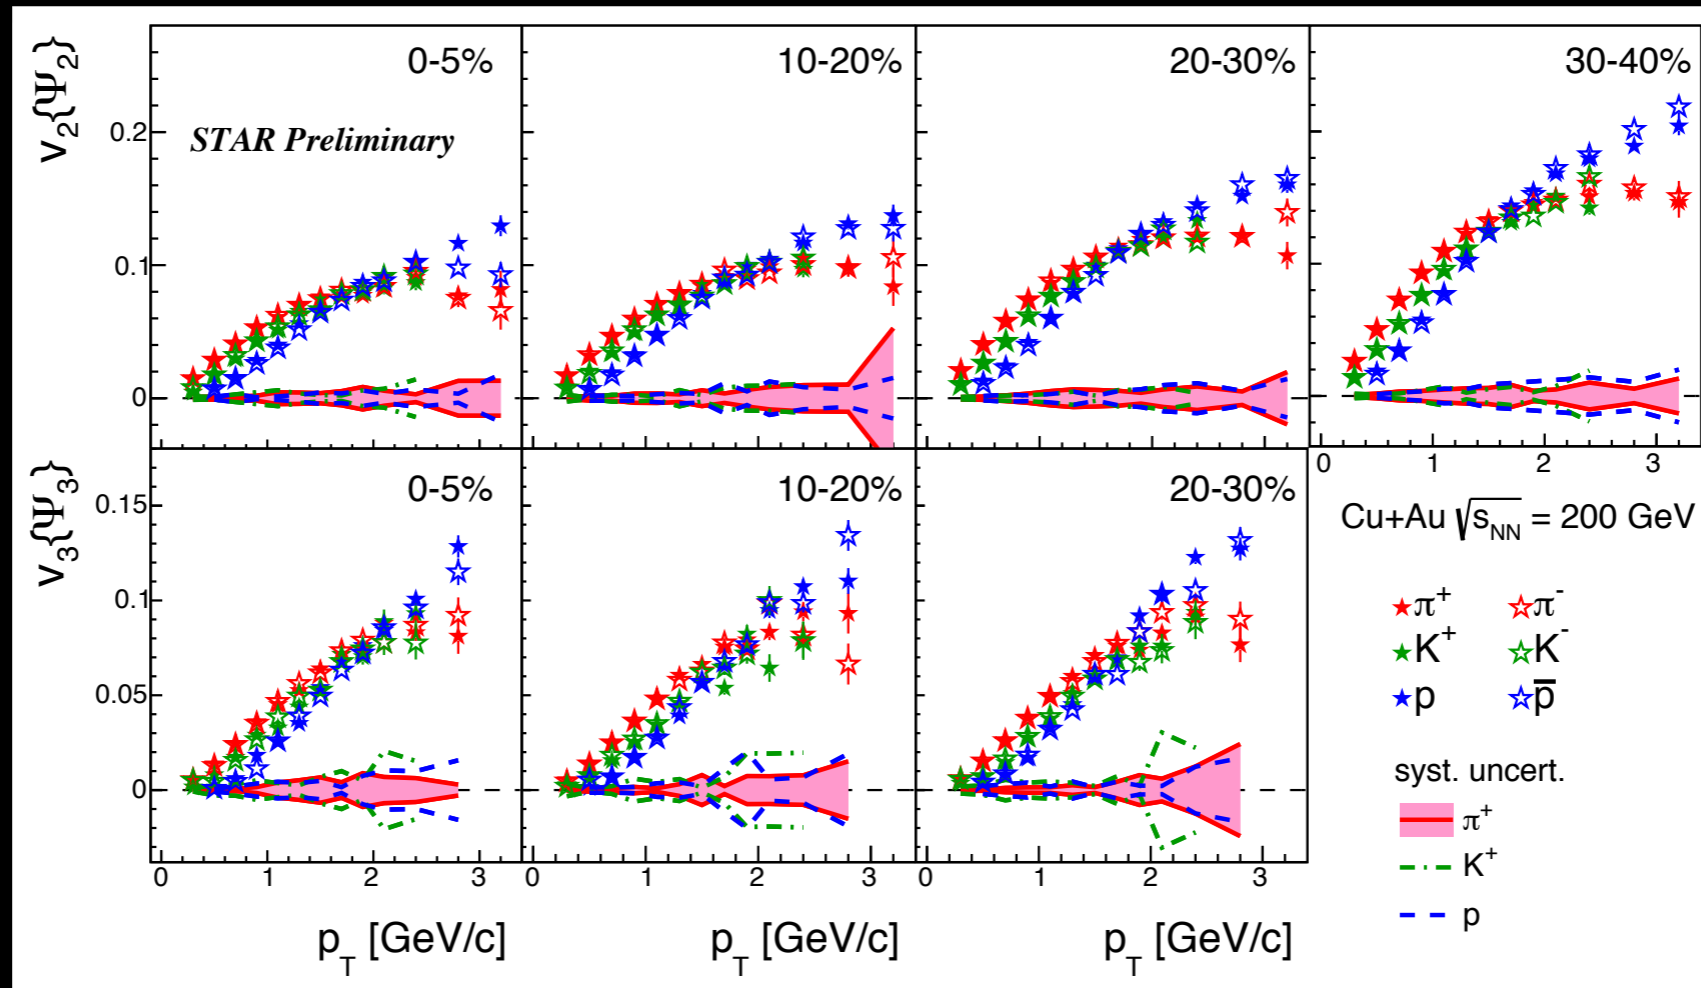 v2{Ψ2}
0-5%
10-20%
20-30%
30-40%
STAR Preliminary
0.2
0.1
0
0 1 2 3
v3{Ψ3}
0-5%
10-20%
20-30%
0.15
0.1
0.05
0
0 1 2 3
0 1 2 3
0 1 2 3
pT [GeV/c]
pT [GeV/c]
pT [GeV/c]
Cu+Au √sNN = 200 GeV
π+ π-
K+ K-
p p̅
syst. uncert.
π+
K+
p